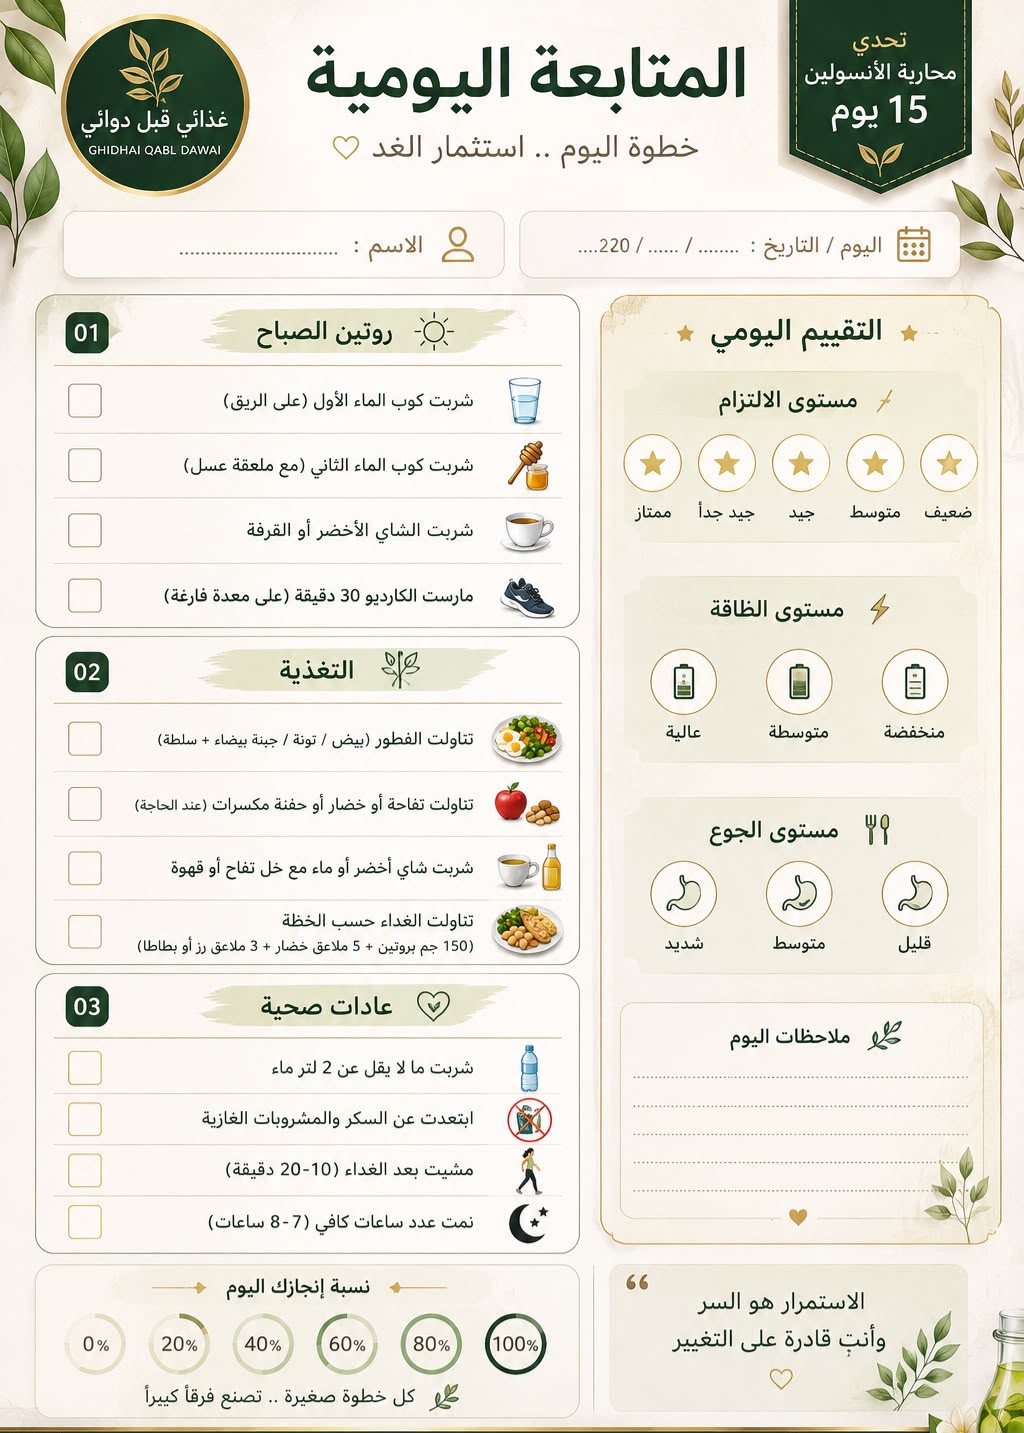 تحدي
محاربة الأنسولين
15 يوم
المتابعة اليومية
خطوة اليوم .. استثمار الغد
غذائي قبل دوائي
GHIDHAI QABL DAWAI
اليوم / التاريخ : ........ / ...... / 220....
الاسم : ............................
التقييم اليومي
مستوى الالتزام
ضعيف
متوسط
جيد
جيد جدأ
ممتاز
مستوى الظاقة
منخفضة
متوسطة
عالية
مستوى الجوع
قليل
متوسط
شديد
ملاحظات اليوم
روتين الصباح
01
شربت كوب الماء الأول (على الريق)
شربت كوب الماء الثاني (مع ملعقة عسل)
شربت الشاي الأخضر أو القرفة
مارست الكارديو 30 دقيقة (على معدة فارغة)
التغذية
02
تناولت الفطور (بيض / تونة / جبنة بيضاء + سلطة)
تناولت تفاحة أو خضار أو حفنة مكسرات (عند الحاجة)
شربت شاي أخضر أو ماء مع خل تفاح أو قهوة
تناولت الغداء حسب الخظة
(150 جم بروتين + 5 ملاعق خضار + 3 ملاعق رز أو بطاطا)
عادات صحية
03
شربت ما لا يقل عن 2 لتر ماء
ابتعدت عن السكر والمشروبات الغازية
مشيت بعد الغداء (10-20 دقيقة)
نمت عدد ساعات كافي (7-8 ساعات)
نسبة إنجازك اليوم
0%
20%
40%
60%
80%
100%
كل خطوة صغيرة .. تصنع فرقأ كبيرأ
الاستمرار هو السر
وأنتِ قادرة على التغيير